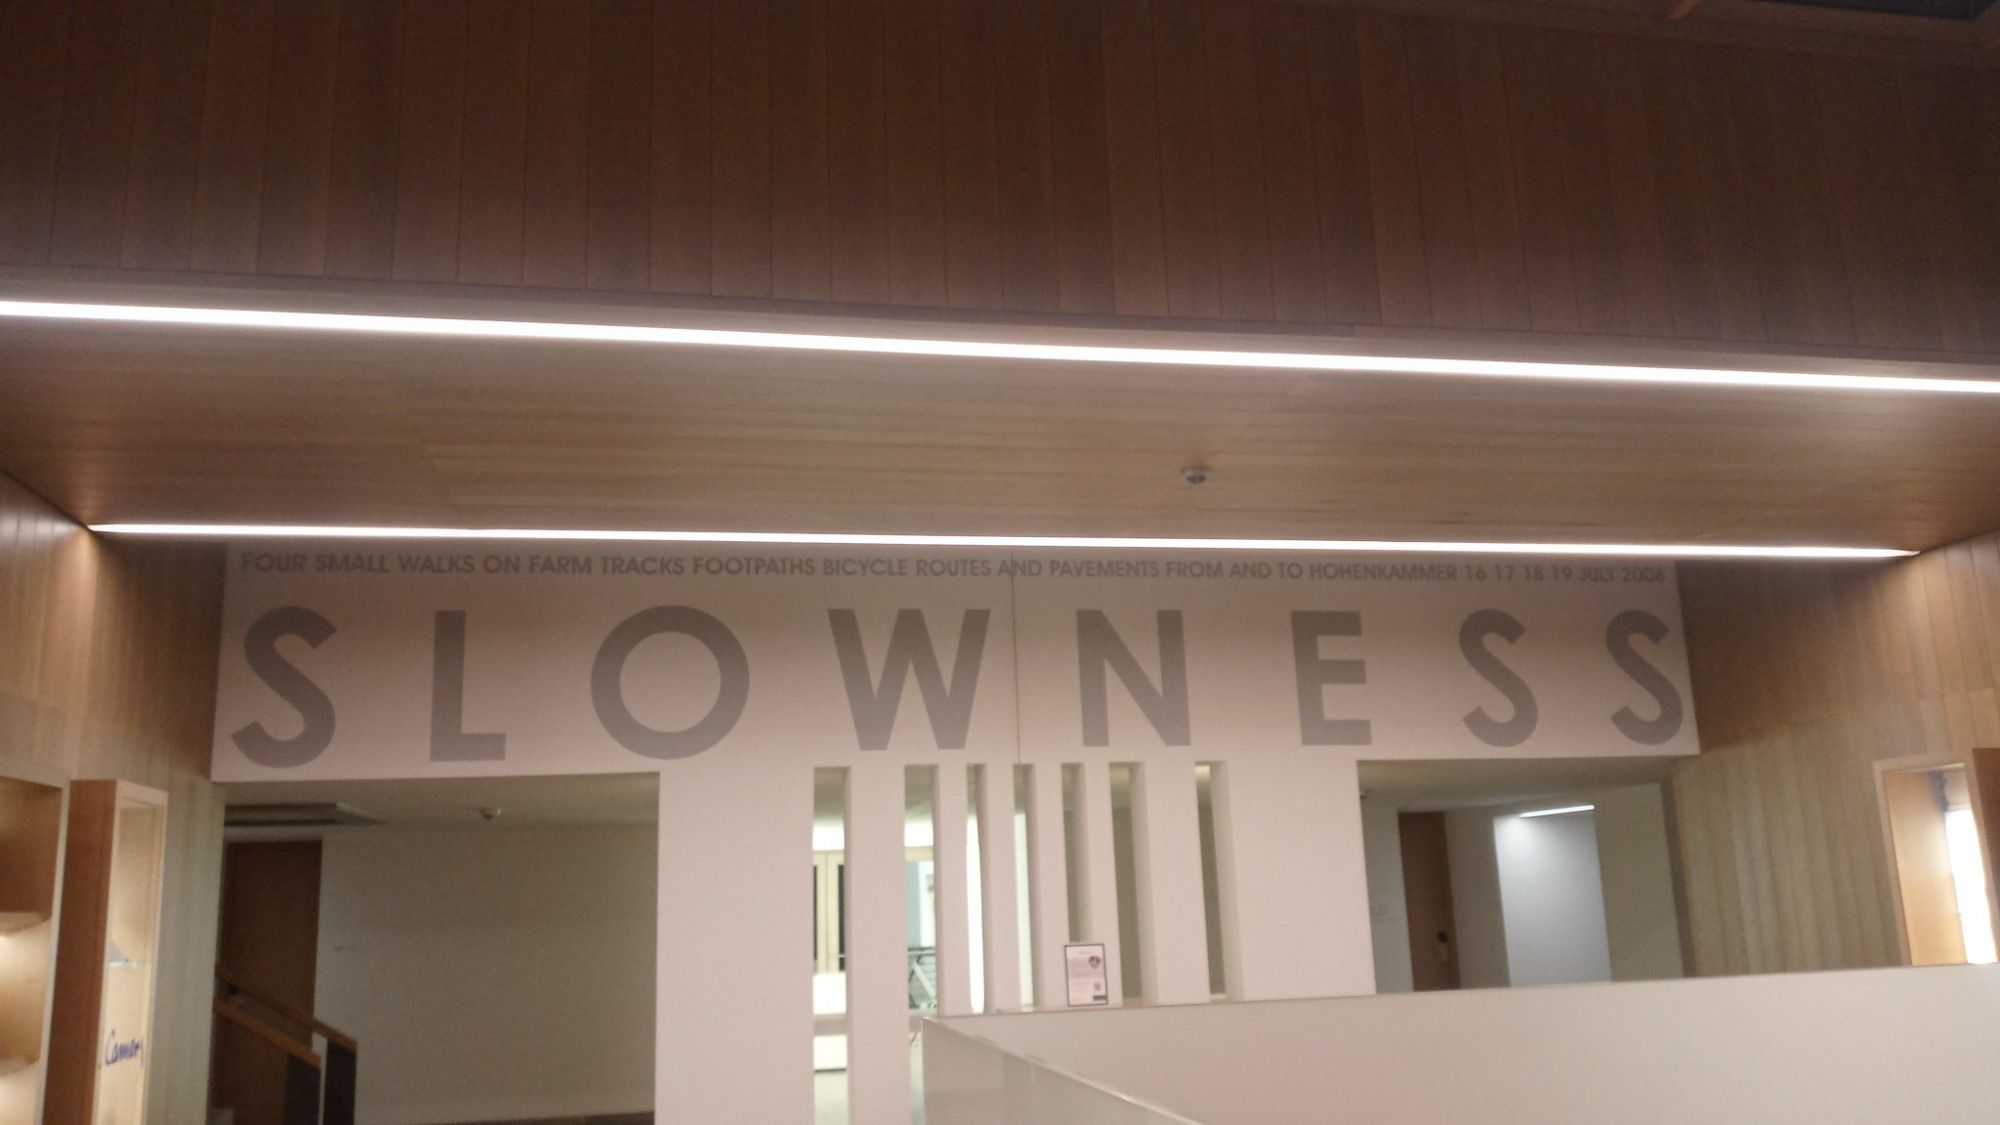 FOUR SMALL WALKS ON FARM TRACKS FOOTPATHS BICYCLE ROUTES AND PAVEMENTS FROM AND TO HOHENKAMMER 16 17 18 19 JULY 2008
SLOWNESS